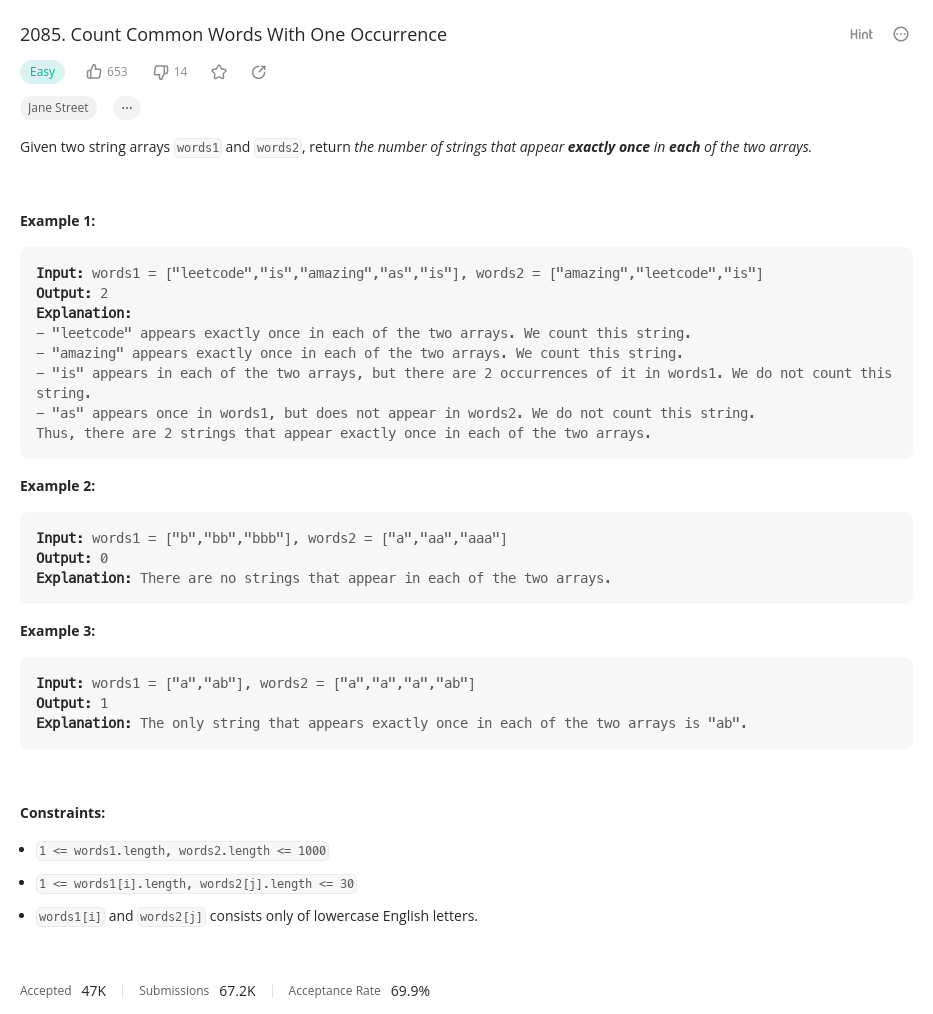 2085. Count Common Words With One Occurrence
Hint
Easy 653 14
Jane Street ...
Given two string arrays words1 and words2, return the number of strings that appear exactly once in each of the two arrays.
Example 1:
Input: words1 = ["leetcode","is","amazing","as","is"], words2 = ["amazing","leetcode","is"]
Output: 2
Explanation:
- "leetcode" appears exactly once in each of the two arrays. We count this string.
- "amazing" appears exactly once in each of the two arrays. We count this string.
- "is" appears in each of the two arrays, but there are 2 occurrences of it in words1. We do not count this
string.
- "as" appears once in words1, but does not appear in words2. We do not count this string.
Thus, there are 2 strings that appear exactly once in each of the two arrays.
Example 2:
Input: words1 = ["b","bb","bbb"], words2 = ["a","aa","aaa"]
Output: 0
Explanation: There are no strings that appear in each of the two arrays.
Example 3:
Input: words1 = ["a","ab"], words2 = ["a","a","a","ab"]
Output: 1
Explanation: The only string that appears exactly once in each of the two arrays is "ab".
Constraints:
• 1 <= words1.length, words2.length <= 1000
• 1 <= words1[i].length, words2[j].length <= 30
• words1[i] and words2[j] consists only of lowercase English letters.
Accepted 47K Submissions 67.2K Acceptance Rate 69.9%